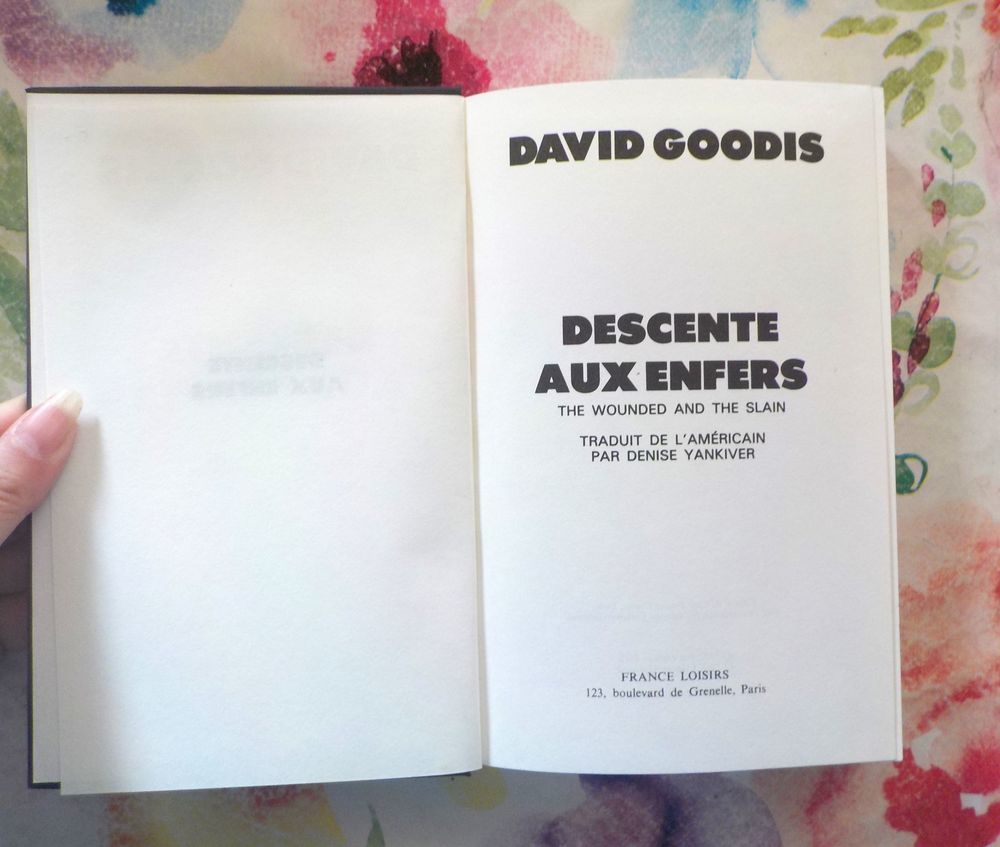 DAVID GOODIS
DESCENTE
AUX ENFERS
THE WOUNDED AND THE SLAIN
TRADUIT DE L'AMÉRICAIN
PAR DENISE YANKIVER
FRANCE LOISIRS
123, boulevard de Grenelle, Paris